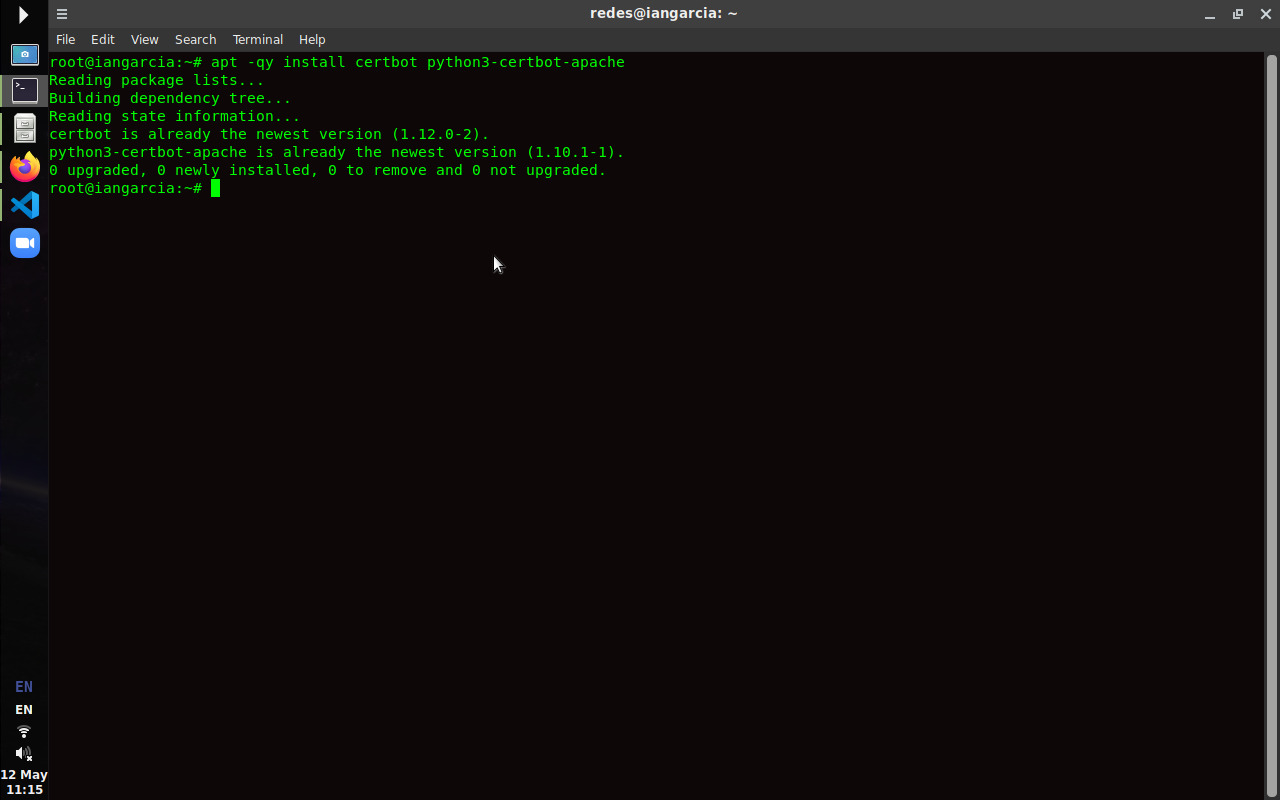 redes@iangarcia: ~
File Edit View Search Terminal Help
root@iangarcia:~# apt -qy install certbot python3-certbot-apache
Reading package lists...
Building dependency tree...
Reading state information...
certbot is already the newest version (1.12.0-2).
python3-certbot-apache is already the newest version (1.10.1-1).
0 upgraded, 0 newly installed, 0 to remove and 0 not upgraded.
root@iangarcia:~#
EN
EN
12 May
11:15